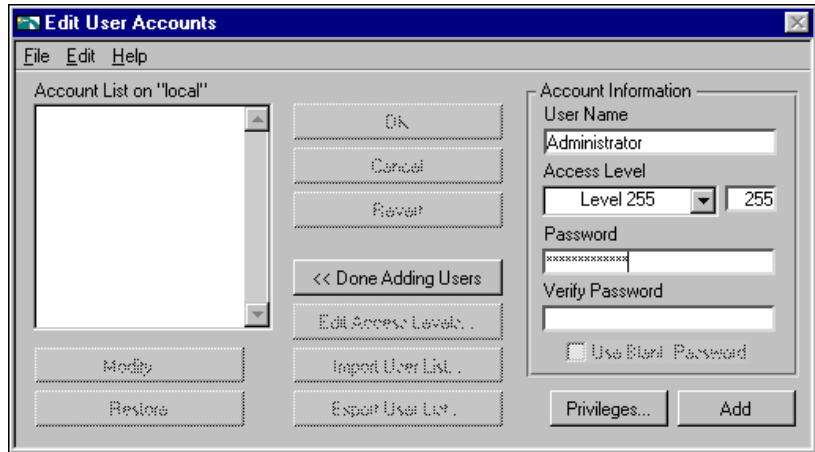 Edit User Accounts
File Edit Help
Account List on "local"
OK
Cancel
Revert
<< Done Adding Users
Edit Access Levels...
Import User List...
Export User List...
Modify
Restore
Account Information
User Name
Administrator
Access Level
Level 255
255
Password
*************
Verify Password
Use Blank Password
Privileges...
Add